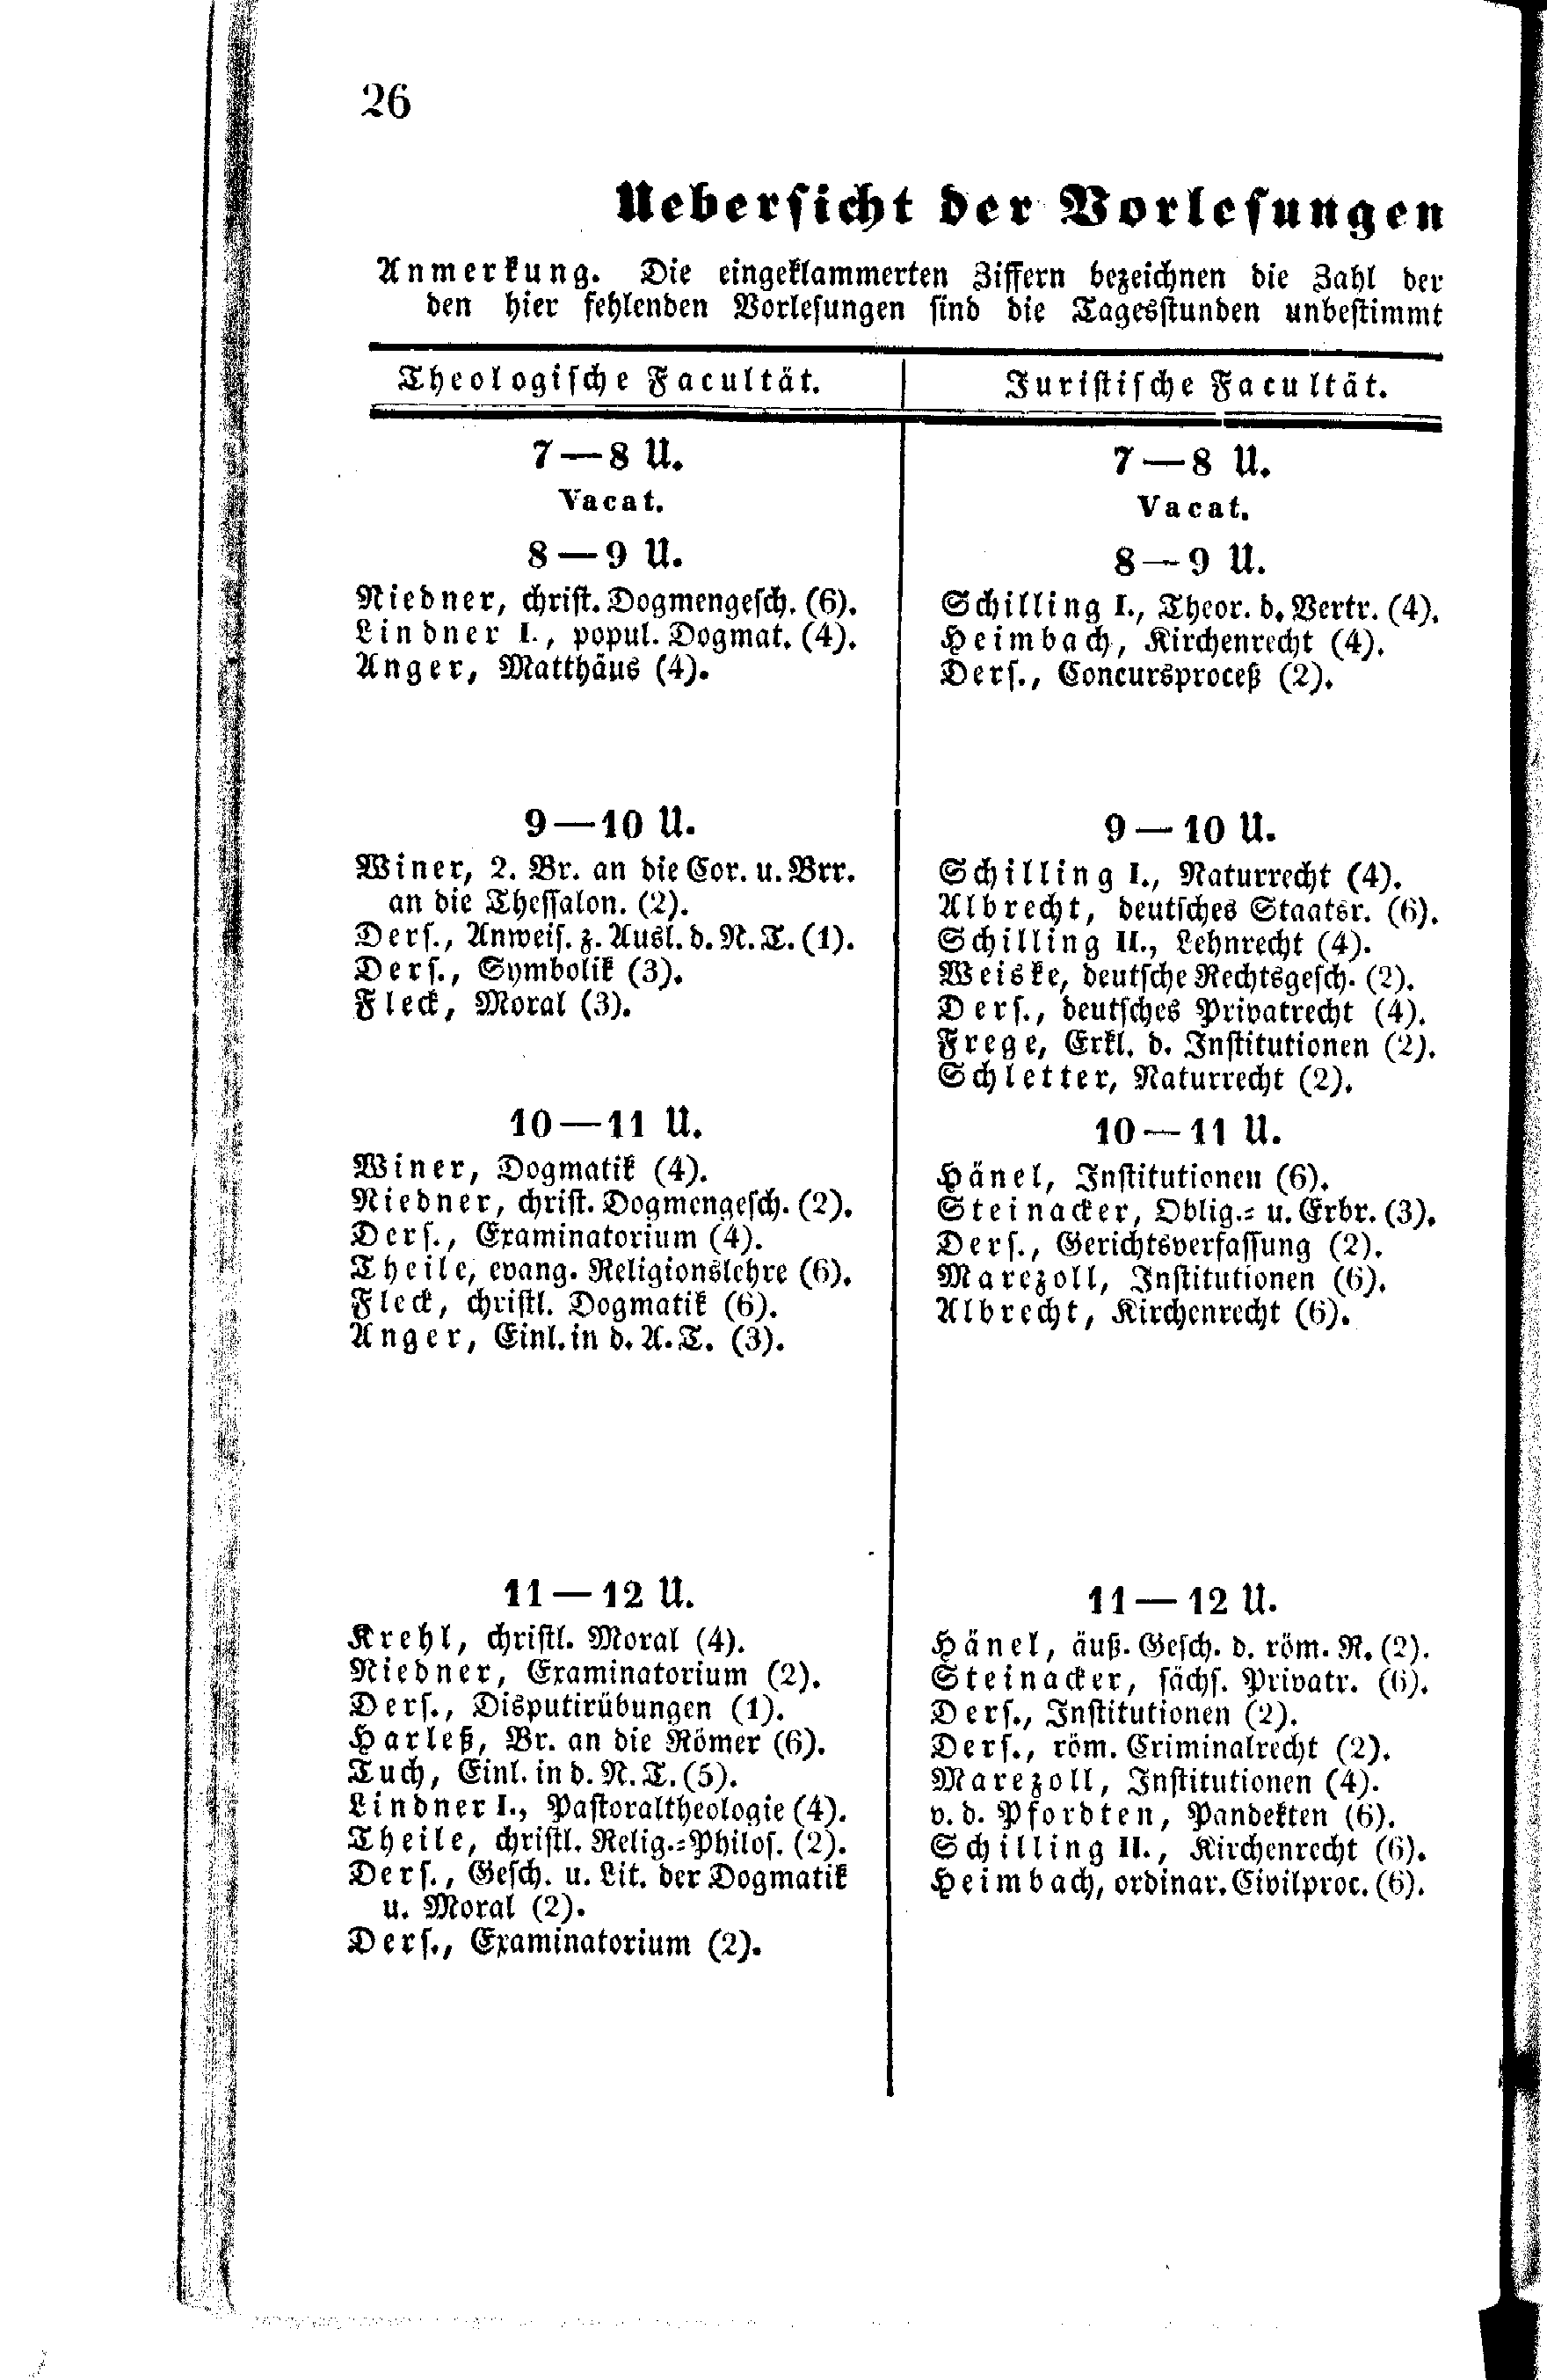 26
Uebersicht der Vorlesungen
Anmerkung. Die eingeklammerten Ziffern bezeichnen die Zahl der
den hier fehlenden Vorlesungen sind die Tagesstunden unbestimmt
Theologische Facultät.
7—8 U.
Vacat.
8—9 U.
Niedner, christ. Dogmengesch. (6).
Lindner I., popul. Dogmat. (4).
Anger, Matthäus (4).
9—10 U.
Winer, 2. Br. an die Cor. u. Brr.
an die Thessalon. (2).
Ders., Anweis. z. Ausl. d. N. T. (1).
Ders., Symbolik (3).
Fleck, Moral (3).
10—11 U.
Winer, Dogmatik (4).
Niedner, christ. Dogmengesch. (2).
Ders., Examinatorium (4).
Theile, evang. Religionslehre (6).
Fleck, christl. Dogmatik (6).
Anger, Einl. in d. A. T. (3).
11—12 U.
Krehl, christl. Moral (4).
Niedner, Examinatorium (2).
Ders., Disputirübungen (1).
Harleß, Br. an die Römer (6).
Tuch, Einl. in d. N. T. (5).
Lindner I., Pastoraltheologie (4).
Theile, christl. Relig.-Philos. (2).
Ders., Gesch. u. Lit. der Dogmatik
u. Moral (2).
Ders., Examinatorium (2).
Juristische Facultät.
7—8 U.
Vacat.
8—9 U.
Schilling I., Theor. d. Vertr. (4).
Heimbach, Kirchenrecht (4).
Ders., Concursproceß (2).
9—10 U.
Schilling I., Naturrecht (4).
Albrecht, deutsches Staatsr. (6).
Schilling II., Lehnrecht (4).
Weiske, deutsche Rechtsgesch. (2).
Ders., deutsches Privatrecht (4).
Frege, Erkl. d. Institutionen (2).
Schletter, Naturrecht (2).
10—11 U.
Hänel, Institutionen (6).
Steinacker, Oblig.- u. Erbr. (3).
Ders., Gerichtsverfassung (2).
Marezoll, Institutionen (6).
Albrecht, Kirchenrecht (6).
11—12 U.
Hänel, äuß. Gesch. d. röm. R. (2).
Steinacker, sächs. Privatr. (6).
Ders., Institutionen (2).
Ders., röm. Criminalrecht (2).
Marezoll, Institutionen (4).
v. d. Pfordten, Pandekten (6).
Schilling II., Kirchenrecht (6).
Heimbach, ordinar. Civilproc. (6).